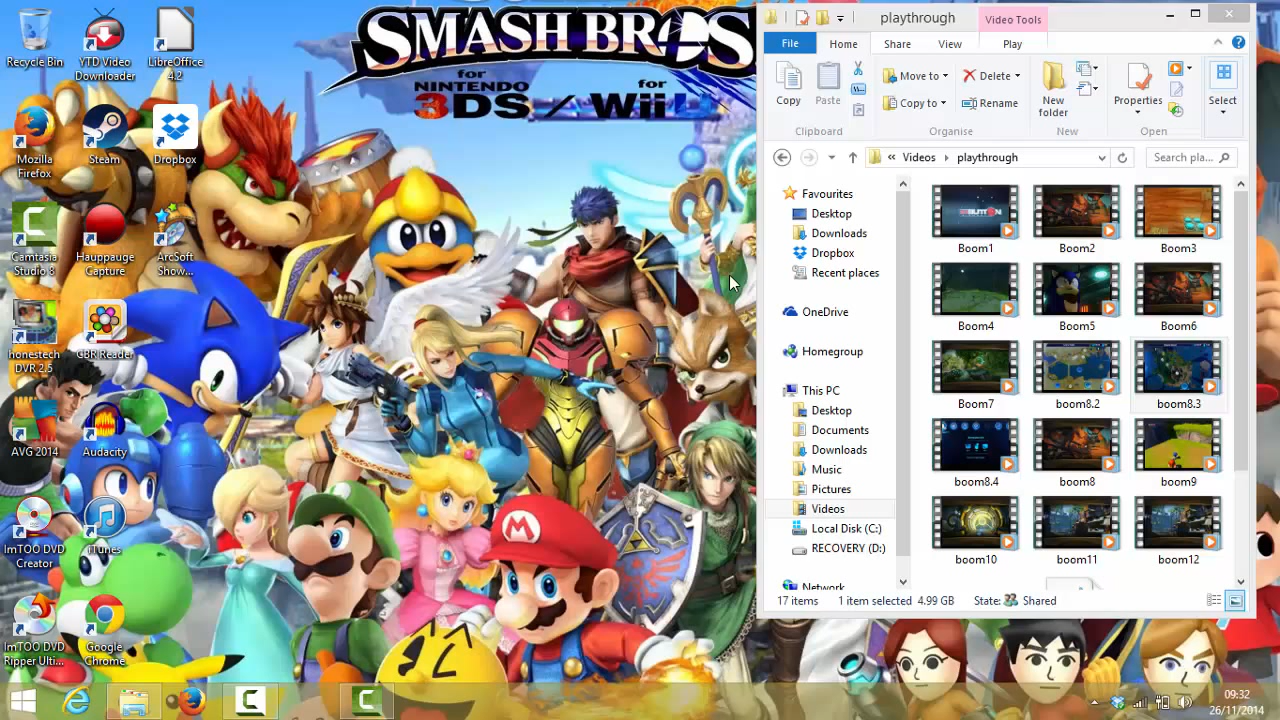 SMASH BROS
for
NINTENDO
3DS
/
for
Wii U
Recycle Bin
YTD Video
Downloader
LibreOffice
4.2
Mozilla
Firefox
Steam
Dropbox
Camtasia
Studio 8
Hauppauge
Capture
ArcSoft
Show...
honestech
DVR 2.5
CBR Reader
AVG 2014
Audacity
ImTOO DVD
Creator
iTunes
ImTOO DVD
Ripper Ulti...
Google
Chrome
M
playthrough
Video Tools
File
Home
Share
View
Play
Copy
Paste
Move to
Copy to
Delete
Rename
New
folder
Properties
Select
Clipboard
Organise
New
Open
« Videos
playthrough
Search pla...
Favourites
Desktop
Downloads
Dropbox
Recent places
OneDrive
Homegroup
This PC
Desktop
Documents
Downloads
Music
Pictures
Videos
Local Disk (C:)
RECOVERY (D:)
Network
Boom1
Boom2
Boom3
Boom4
Boom5
Boom6
Boom7
boom8.2
boom8.3
boom8.4
boom8
boom9
boom10
boom11
boom12
17 items
1 item selected 4.99 GB
State:
Shared
09:32
26/11/2014